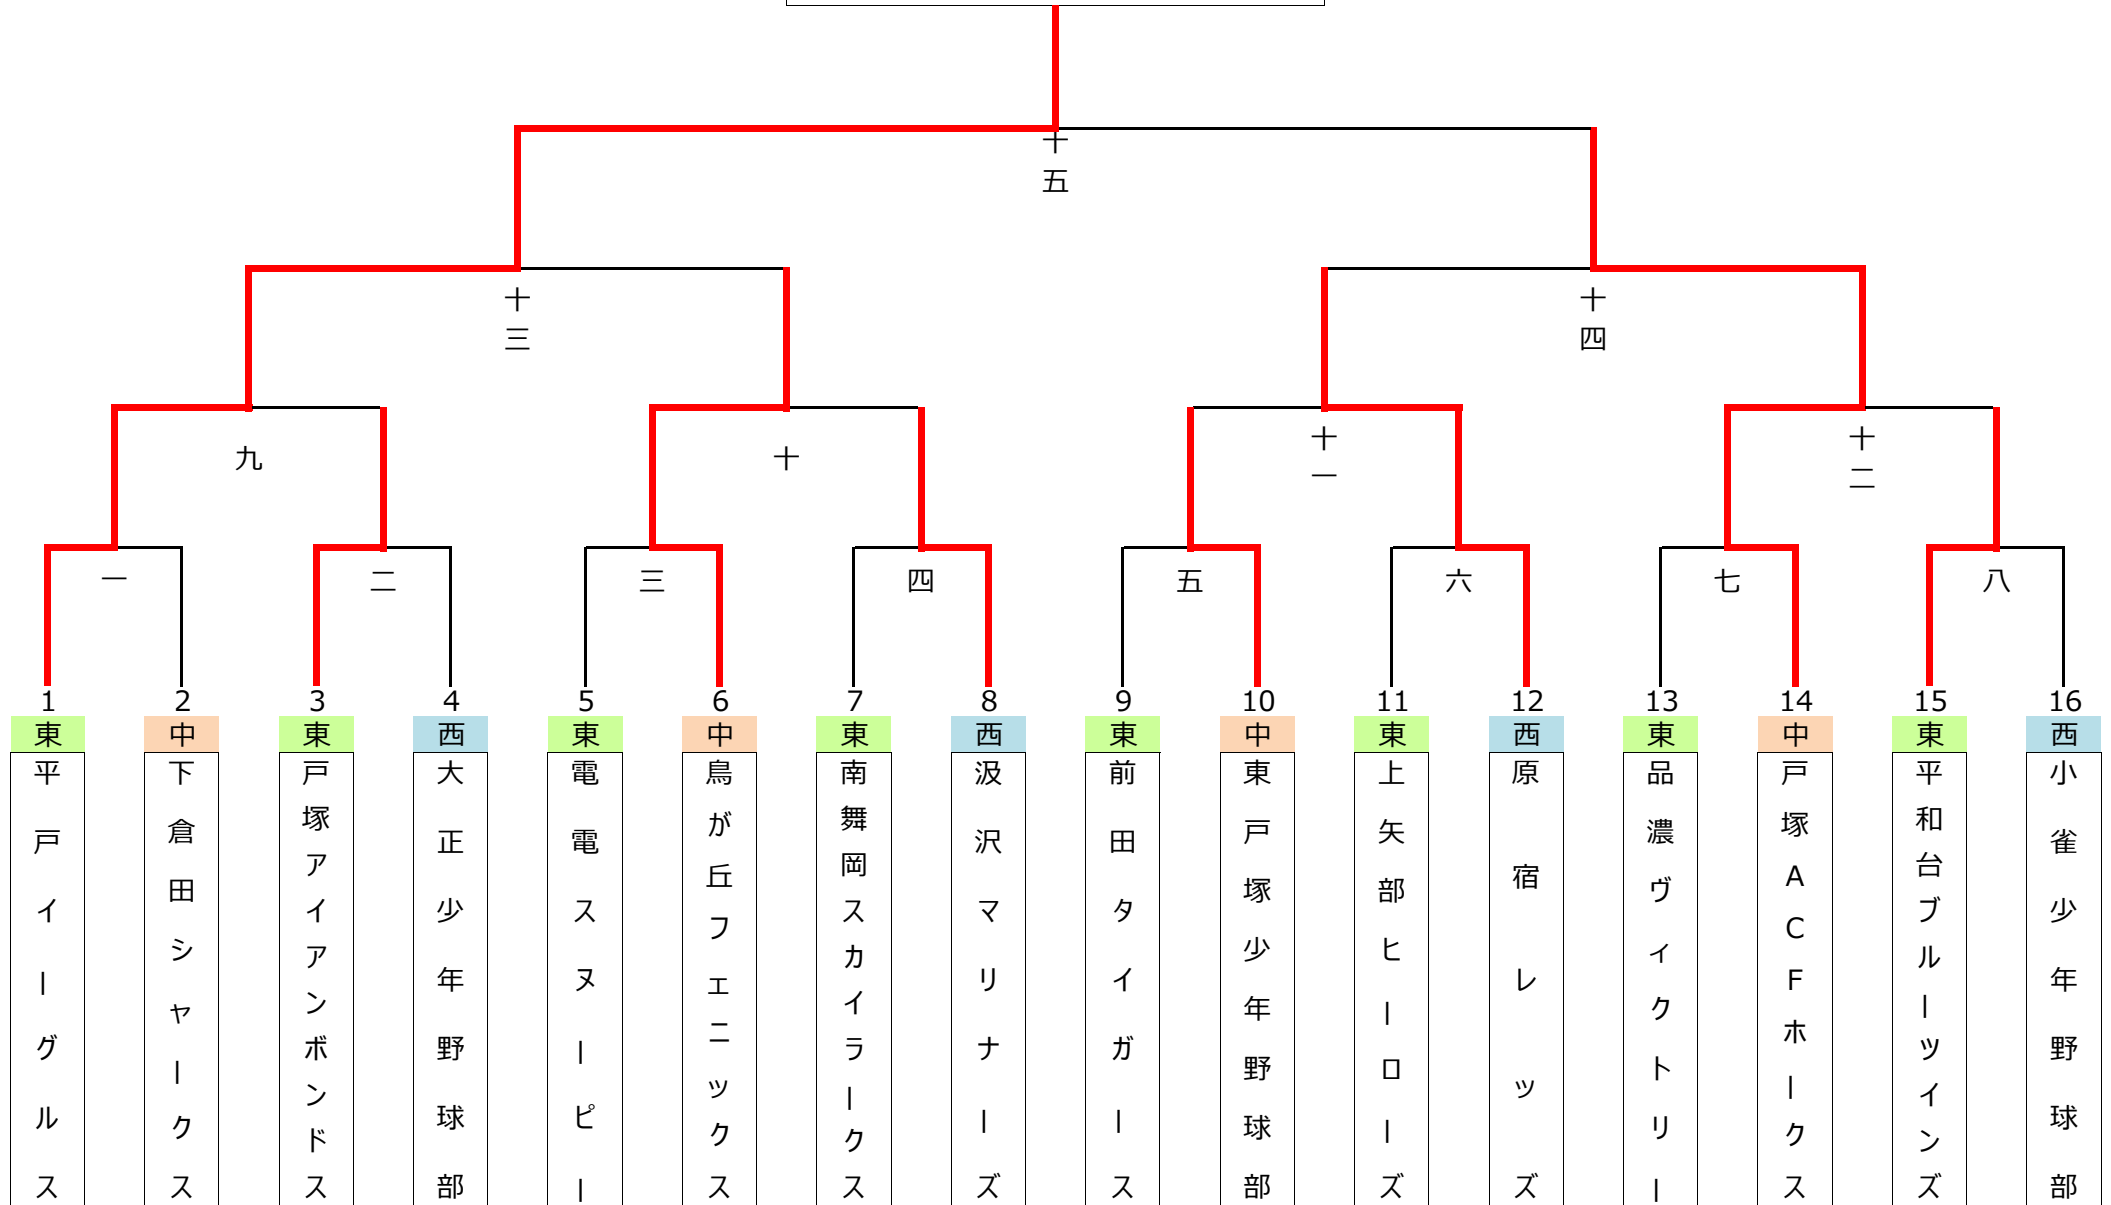 十五
十三
十四
九
十
十一
十二
一
二
三
四
五
六
七
八
1
2
3
4
5
6
7
8
9
10
11
12
13
14
15
16
東
中
東
西
東
中
東
西
東
中
東
西
東
中
東
西
平戸イーグルス
下倉田シャークス
戸塚アイアンボンドス
大正少年野球部
電電スヌーピー
鳥が丘フェニックス
南舞岡スカイラークス
汲沢マリナーズ
前田タイガース
東戸塚少年野球部
上矢部ヒーローズ
原宿レッズ
品濃ヴィクトリー
戸塚ACFホークス
平和台ブルーツインズ
小雀少年野球部